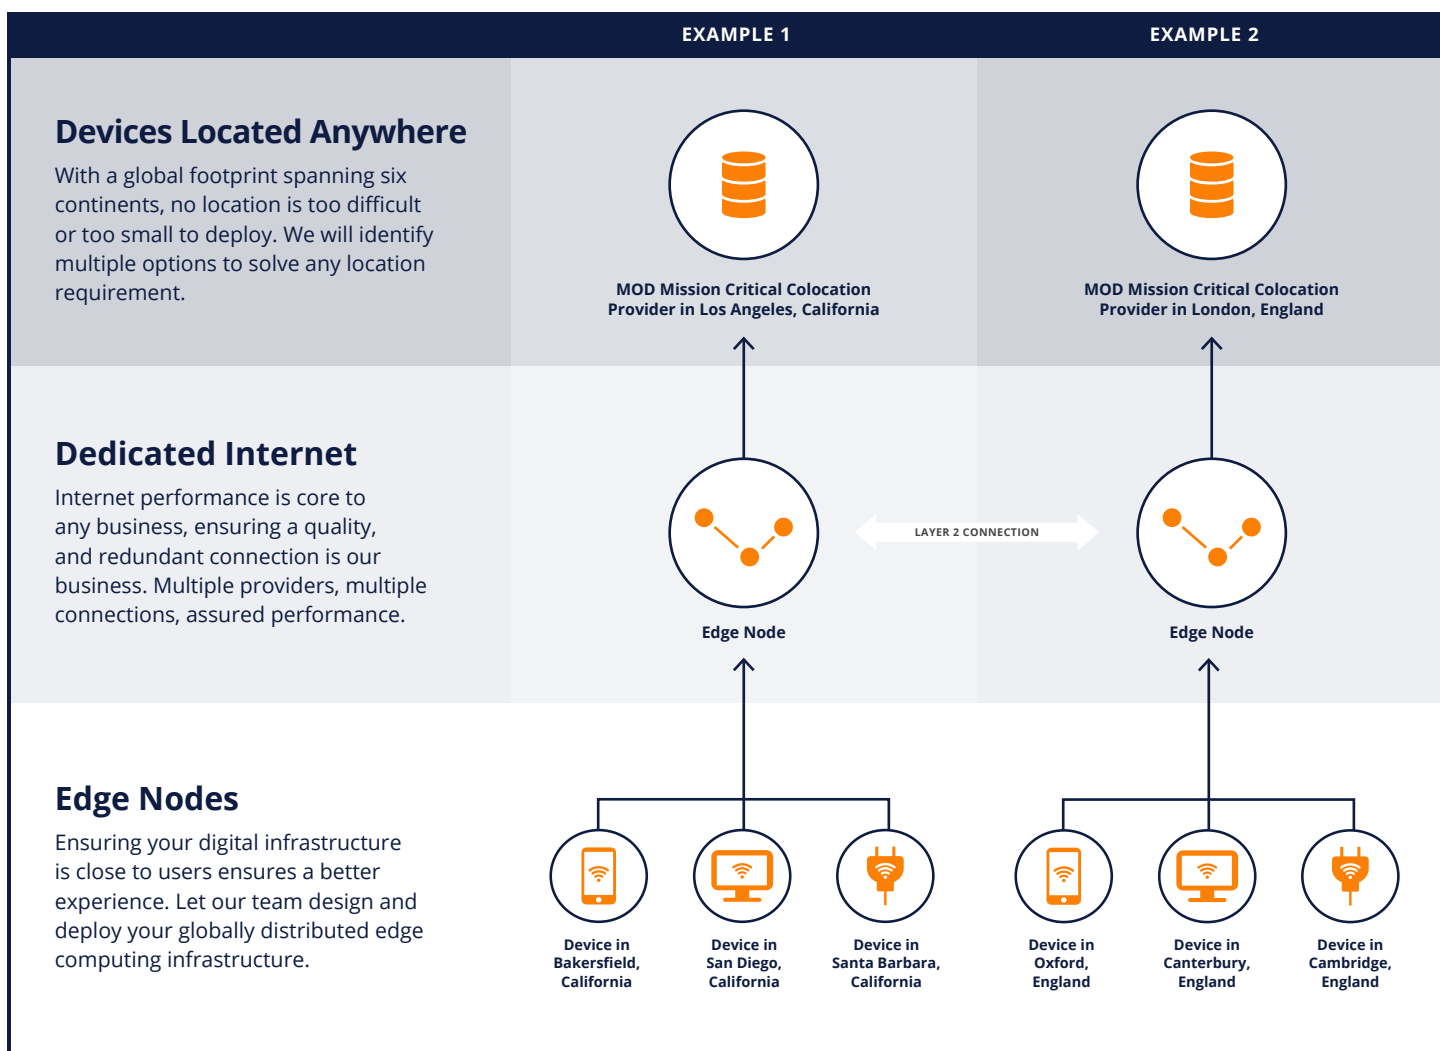 EXAMPLE 1
EXAMPLE 2
Devices Located Anywhere
With a global footprint spanning six
continents, no location is too difficult
or too small to deploy. We will identify
multiple options to solve any location
requirement.
MOD Mission Critical Colocation
Provider in Los Angeles, California
MOD Mission Critical Colocation
Provider in London, England
Dedicated Internet
Internet performance is core to
any business, ensuring a quality,
and redundant connection is our
business. Multiple providers, multiple
connections, assured performance.
LAYER 2 CONNECTION
Edge Node
Edge Node
Edge Nodes
Ensuring your digital infrastructure
is close to users ensures a better
experience. Let our team design and
deploy your globally distributed edge
computing infrastructure.
Device in
Bakersfield,
California
Device in
San Diego,
California
Device in
Santa Barbara,
California
Device in
Oxford,
England
Device in
Canterbury,
England
Device in
Cambridge,
England